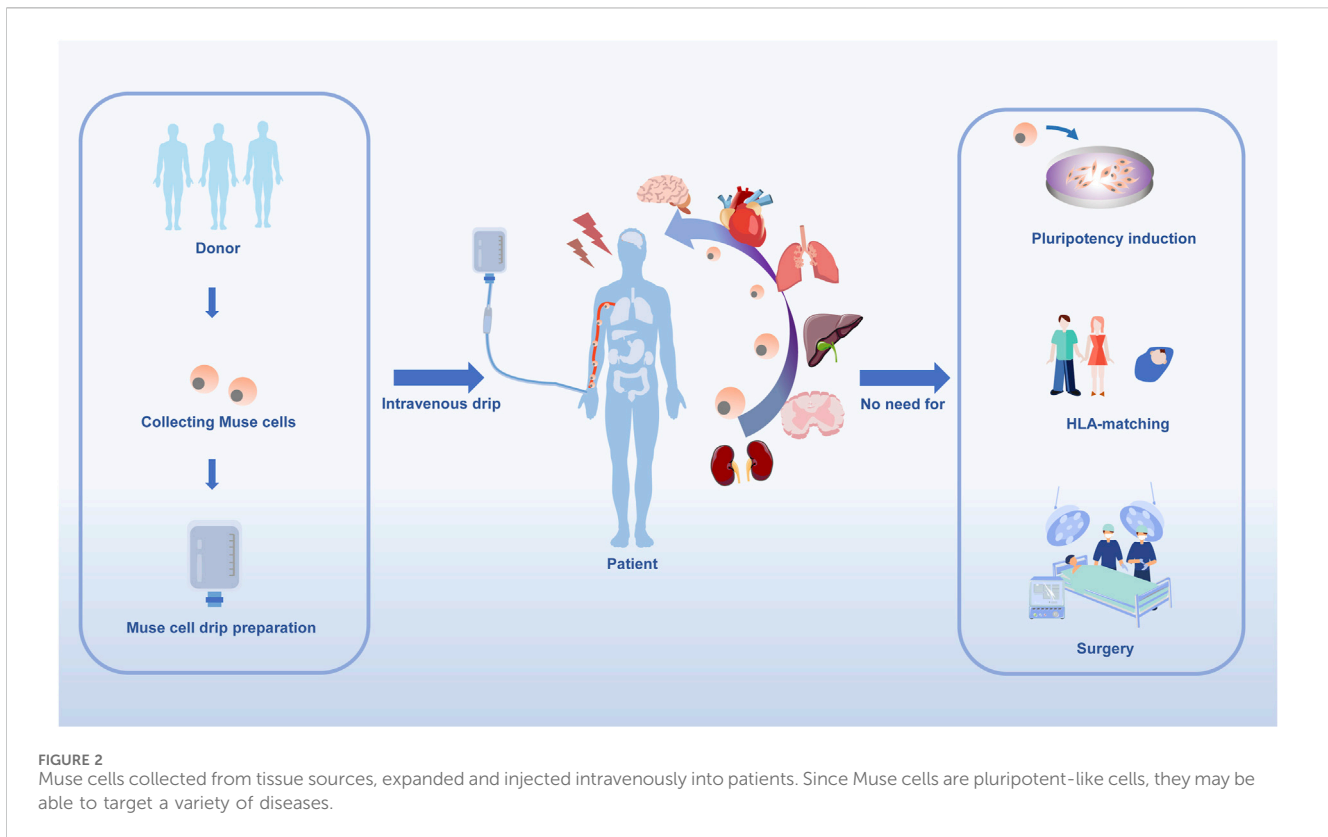 Donor
Collecting Muse cells
Muse cell drip preparation
Intravenous drip
Patient
No need for
Pluripotency induction
HLA-matching
Surgery
FIGURE 2
Muse cells collected from tissue sources, expanded and injected intravenously into patients. Since Muse cells are pluripotent-like cells, they may be
able to target a variety of diseases.